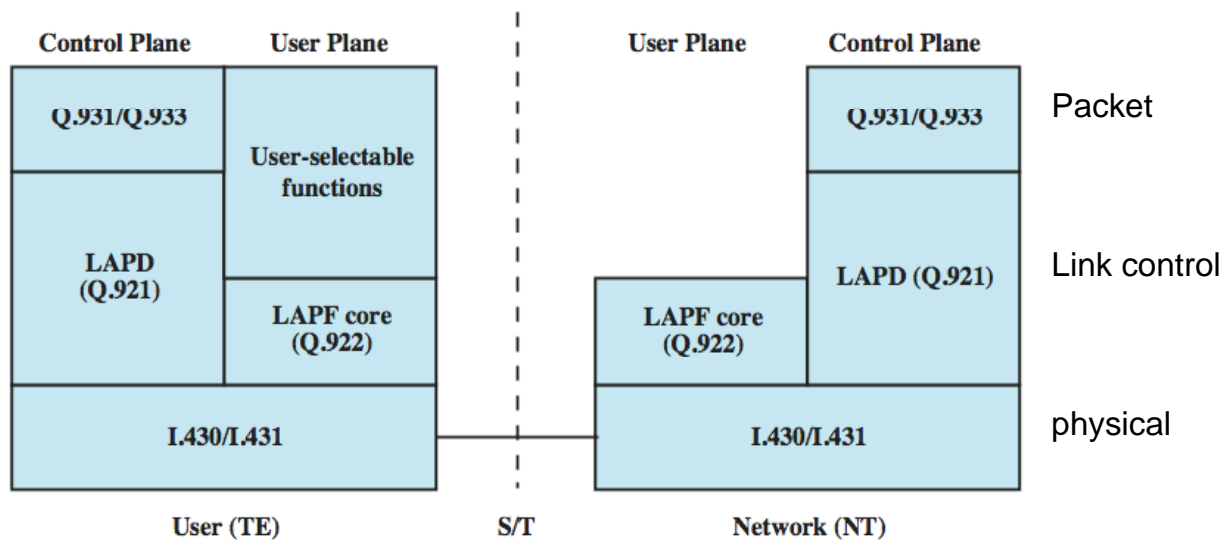 Control Plane
User Plane
User Plane
Control Plane
Q.931/Q.933
User-selectable
functions
Q.931/Q.933
Packet
LAPD
(Q.921)
LAPF core
(Q.922)
LAPF core
(Q.922)
LAPD (Q.921)
Link control
I.430/I.431
I.430/I.431
physical
User (TE)
S/T
Network (NT)